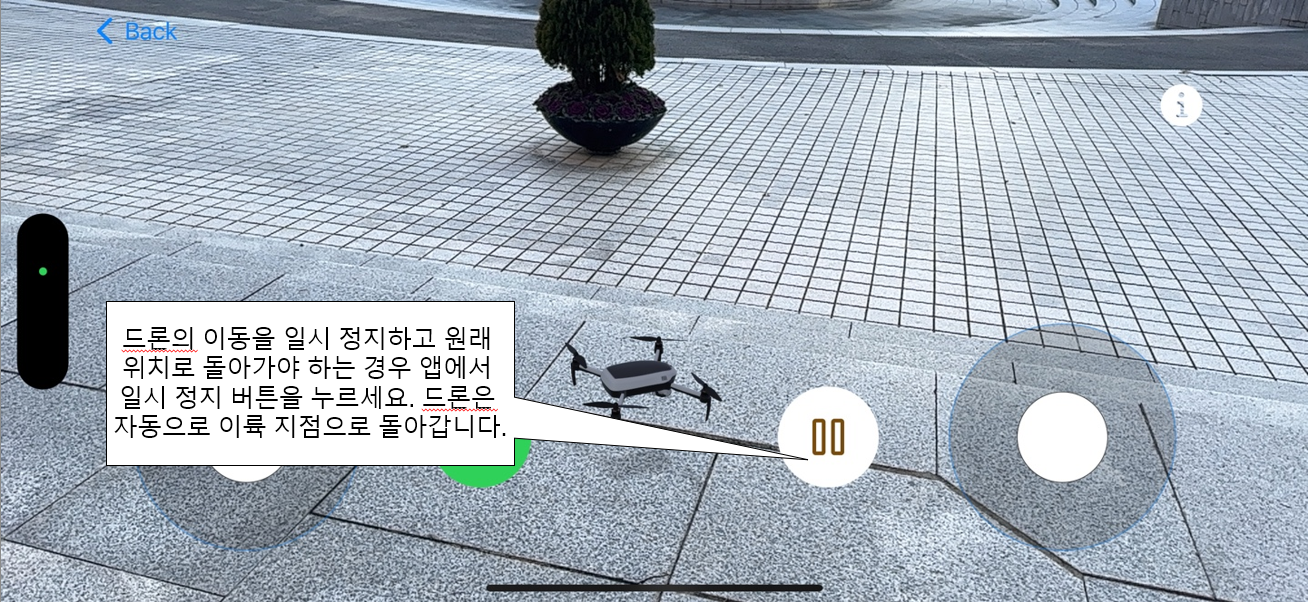 Back
드론의 이동을 일시 정지하고 원래
위치로 돌아가야 하는 경우 앱에서
일시 정지 버튼을 누르세요. 드론은
자동으로 이륙 지점으로 돌아갑니다.